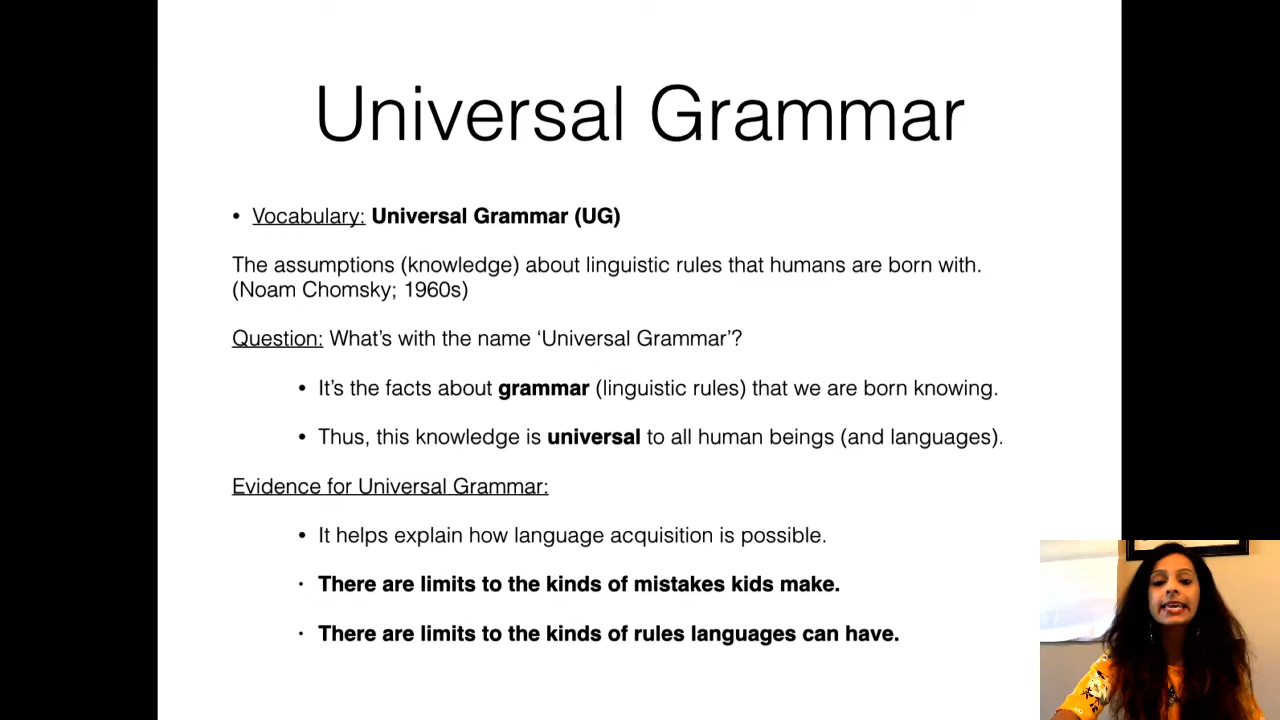 Universal Grammar
• Vocabulary: Universal Grammar (UG)
The assumptions (knowledge) about linguistic rules that humans are born with.
(Noam Chomsky; 1960s)
Question: What’s with the name ‘Universal Grammar’?
• It’s the facts about grammar (linguistic rules) that we are born knowing.
• Thus, this knowledge is universal to all human beings (and languages).
Evidence for Universal Grammar:
• It helps explain how language acquisition is possible.
• There are limits to the kinds of mistakes kids make.
• There are limits to the kinds of rules languages can have.